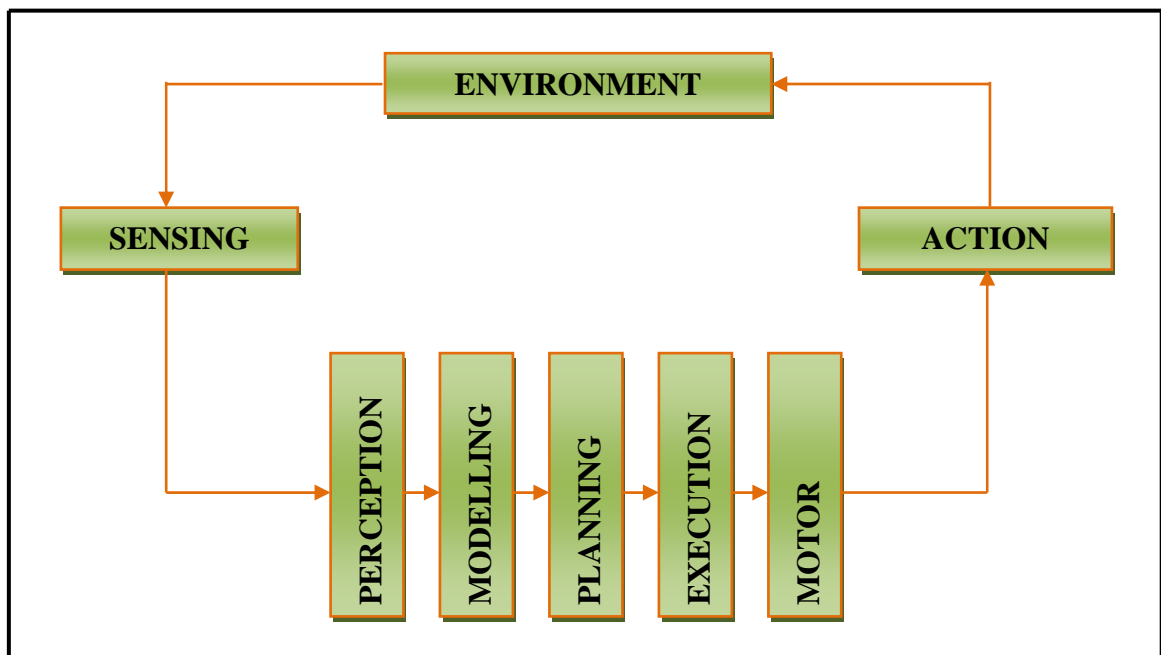 ENVIRONMENT
SENSING
ACTION
PERCEPTION
MODELLING
PLANNING
EXECUTION
MOTOR